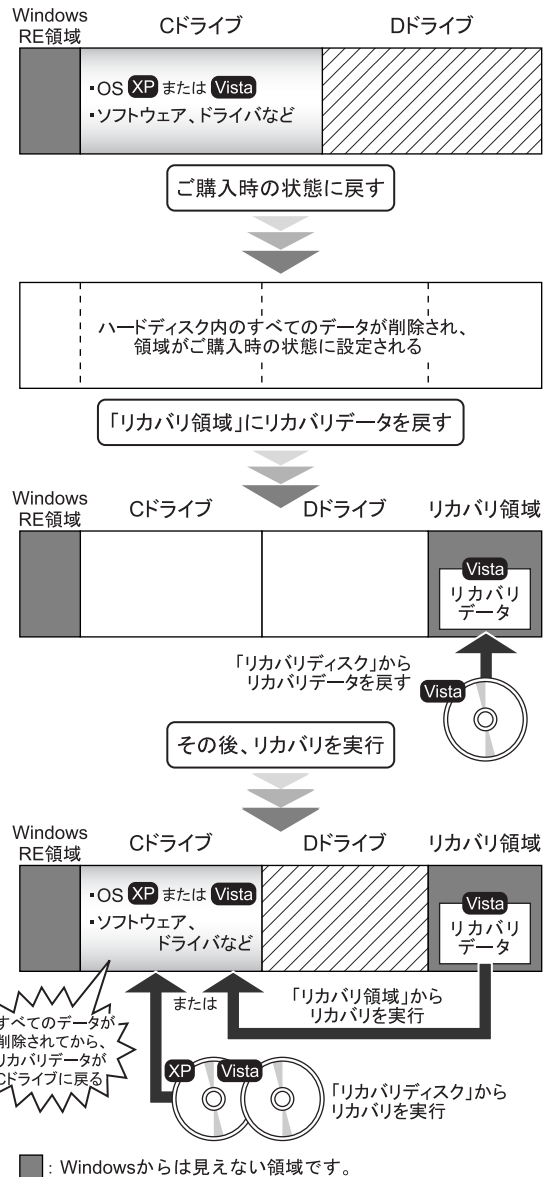 Windows
RE領域
Cドライブ
Dドライブ
・OS XP または Vista
・ソフトウェア、ドライバなど
ご購入時の状態に戻す
ハードディスク内のすべてのデータが削除され、
領域がご購入時の状態に設定される
「リカバリ領域」にリカバリデータを戻す
Windows
RE領域
Cドライブ
Dドライブ
リカバリ領域
Vista
リカバリ
データ
「リカバリディスク」から
リカバリデータを戻す
Vista
その後、リカバリを実行
Windows
RE領域
Cドライブ
Dドライブ
リカバリ領域
・OS XP または Vista
・ソフトウェア、
ドライバなど
Vista
リカバリ
データ
すべてのデータが
削除されてから、
リカバリデータが
Cドライブに戻る
または
「リカバリ領域」から
リカバリを実行
XP
Vista
「リカバリディスク」から
リカバリを実行
: Windowsからは見えない領域です。